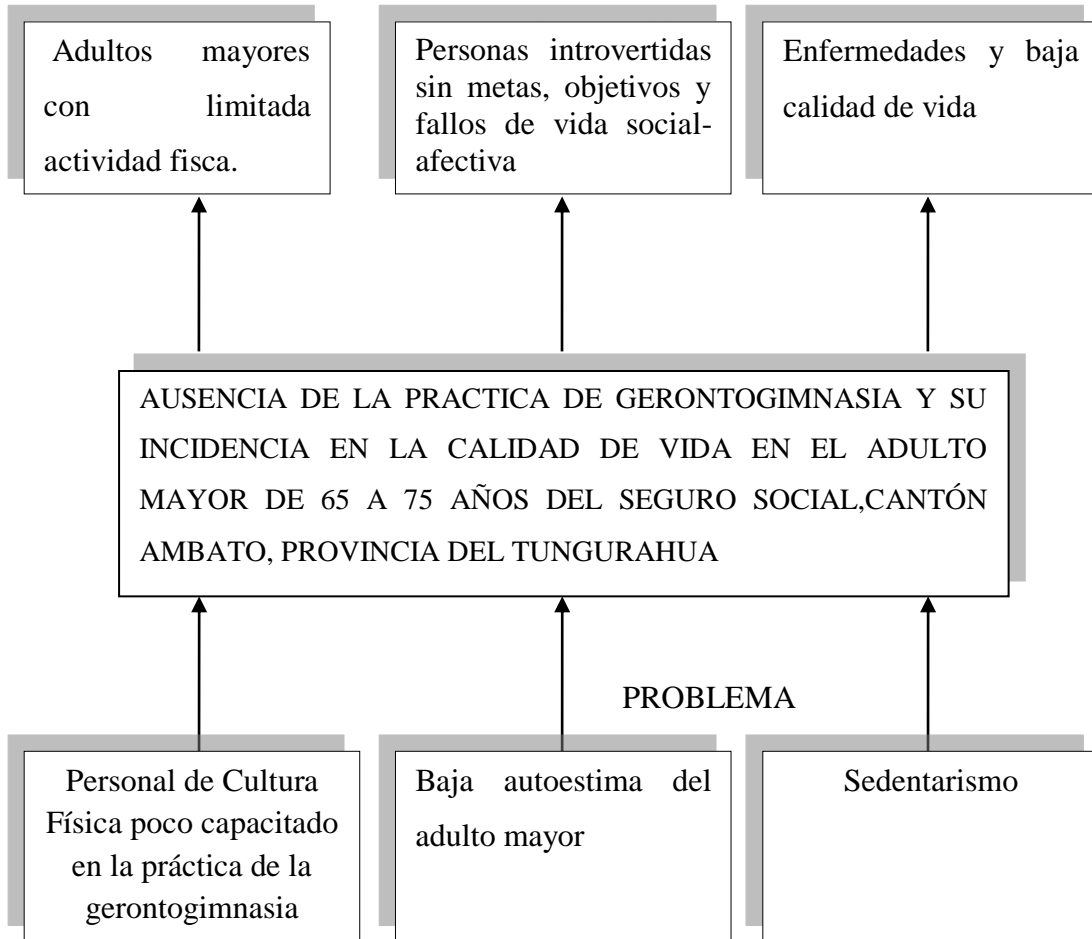 Adultos mayores
con limitada
actividad fisca.
Personas introvertidas
sin metas, objetivos y
fallos de vida social-
afectiva
Enfermedades y baja
calidad de vida
AUSENCIA DE LA PRACTICA DE GERONTOGIMNASIA Y SU
INCIDENCIA EN LA CALIDAD DE VIDA EN EL ADULTO
MAYOR DE 65 A 75 AÑOS DEL SEGURO SOCIAL,CANTÓN
AMBATO, PROVINCIA DEL TUNGURAHUA
PROBLEMA
Personal de Cultura
Física poco capacitado
en la práctica de la
gerontogimnasia
Baja autoestima del
adulto mayor
Sedentarismo